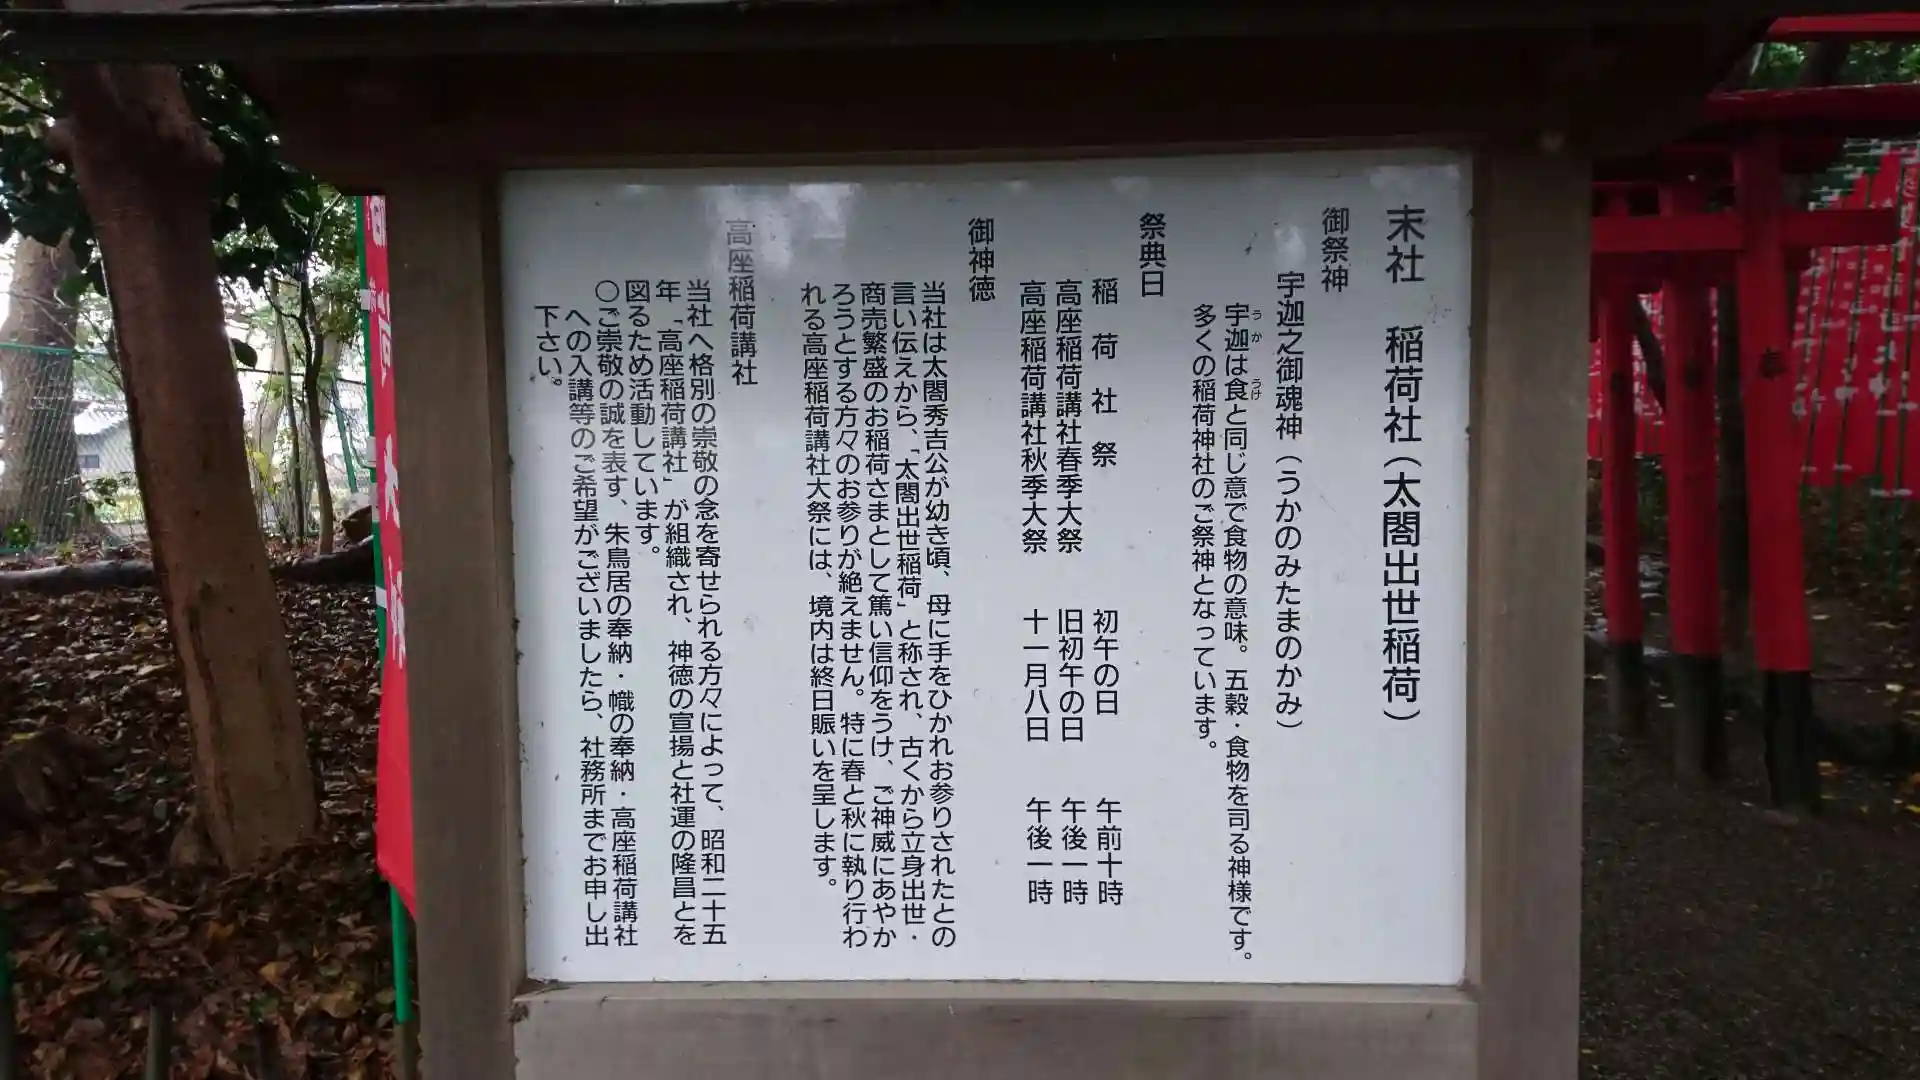 末社　稲荷社（太閤出世稲荷）
御祭神
宇迦之御魂神（うかのみたまのかみ）
宇迦は食と同じ意で食物の意味。五穀・食物を司る神様です。
うか
うけ
多くの稲荷神社のご祭神となっています。
祭典日
稲荷社祭　初午の日　午前十時
高座稲荷講社春季大祭　旧初午の日　午後一時
高座稲荷講社秋季大祭　十一月八日　午後一時
御神徳
当社は太閤秀吉公が幼き頃、母に手をひかれお参りされたとの
言い伝えから、「太閤出世稲荷」と称され、古くから立身出世・
商売繁盛のお稲荷さまとして篤い信仰をうけ、ご神威にあやか
ろうとする方々のお参りが絶えません。特に春と秋に執り行わ
れる高座稲荷講社大祭には、境内は終日賑いを呈します。
高座稲荷講社
当社へ格別の崇敬の念を寄せられる方々によって、昭和二十五
年「高座稲荷講社」が組織され、神徳の宣揚と社運の隆昌とを
図るため活動しています。
○ご崇敬の誠を表す、朱鳥居の奉納・幟の奉納・高座稲荷講社
への入講等のご希望がございましたら、社務所までお申し出
下さい。